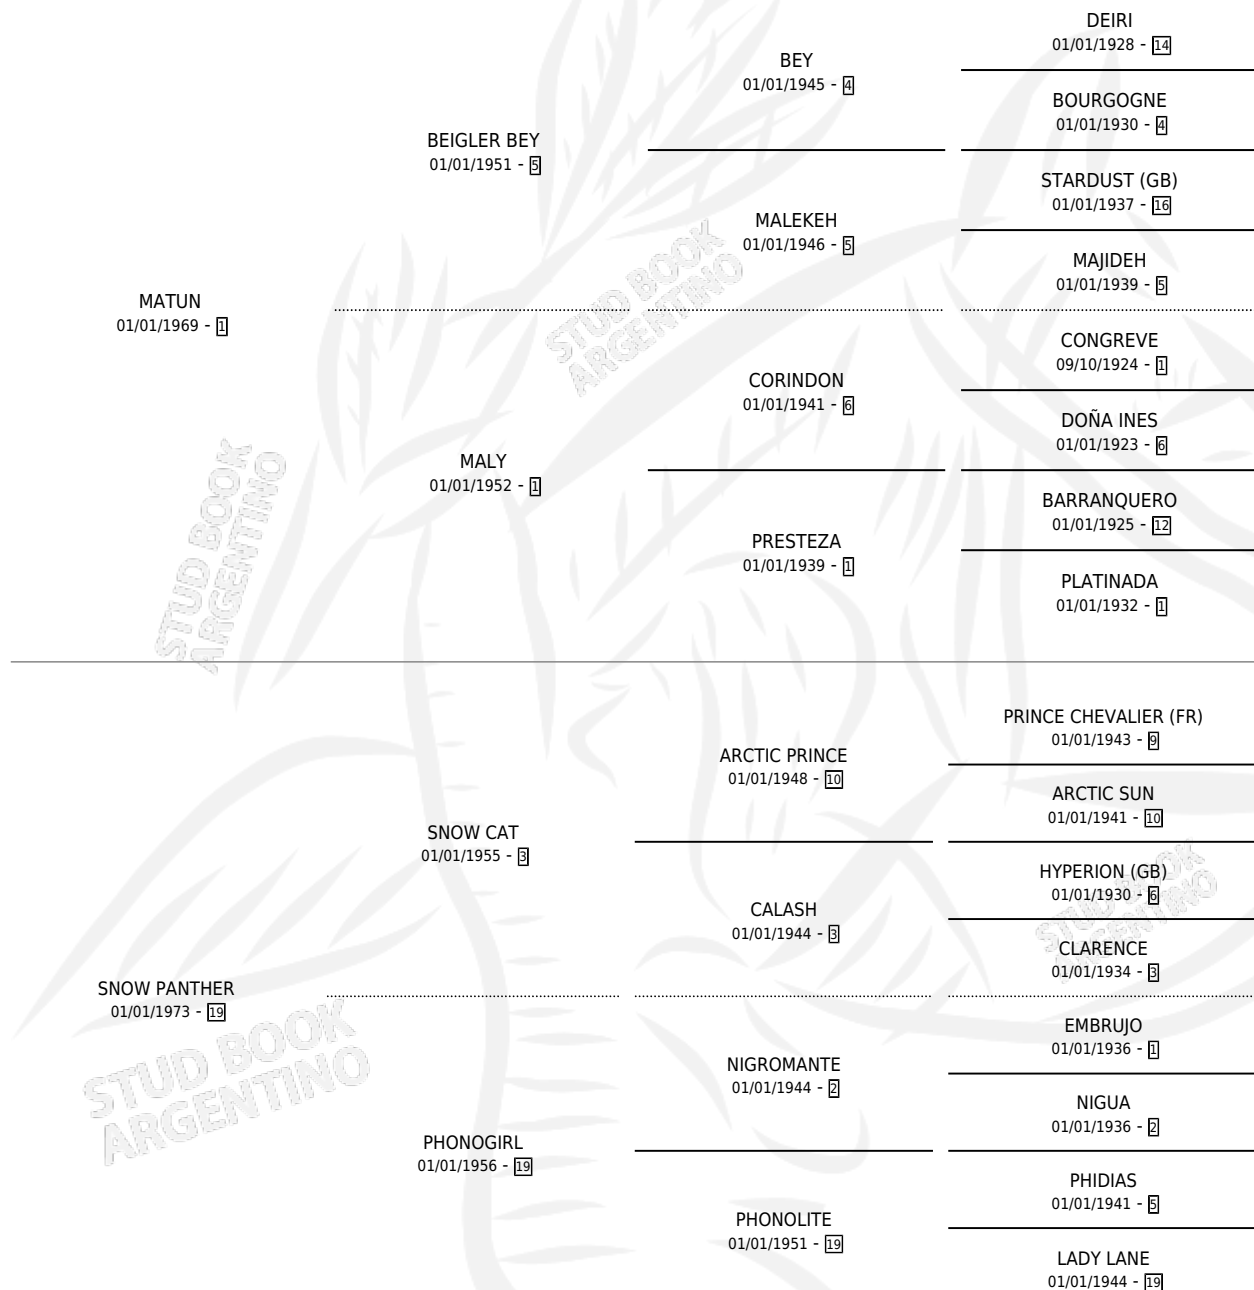 DEIRI
01/01/1928 - 14
BEY
01/01/1945 - 4
BOURGOGNE
01/01/1930 - 4
BEIGLER BEY
01/01/1951 - 5
STARDUST (GB)
01/01/1937 - 16
MALEKEH
01/01/1946 - 5
MAJIDEH
01/01/1939 - 5
MATUN
01/01/1969 - 1
CONGREVE
09/10/1924 - 1
CORINDON
01/01/1941 - 6
DOÑA INES
01/01/1923 - 6
MALY
01/01/1952 - 1
BARRANQUERO
01/01/1925 - 12
PRESTEZA
01/01/1939 - 1
PLATINADA
01/01/1932 - 1
PRINCE CHEVALIER (FR)
01/01/1943 - 9
ARCTIC PRINCE
01/01/1948 - 10
ARCTIC SUN
01/01/1941 - 10
SNOW CAT
01/01/1955 - 3
HYPERION (GB)
01/01/1930 - 6
CALASH
01/01/1944 - 3
CLARENCE
01/01/1934 - 3
SNOW PANTHER
01/01/1973 - 19
EMBRUJO
01/01/1936 - 1
NIGROMANTE
01/01/1944 - 2
NIGUA
01/01/1936 - 2
PHONOGIRL
01/01/1956 - 19
PHIDIAS
01/01/1941 - 5
PHONOLITE
01/01/1951 - 19
LADY LANE
01/01/1944 - 19
STUD BOOK
ARGENTINO
STUD BOOK
ARGENTINO
STUD BOOK
ARGENTINO
STUD BOOK
ARGENTINO